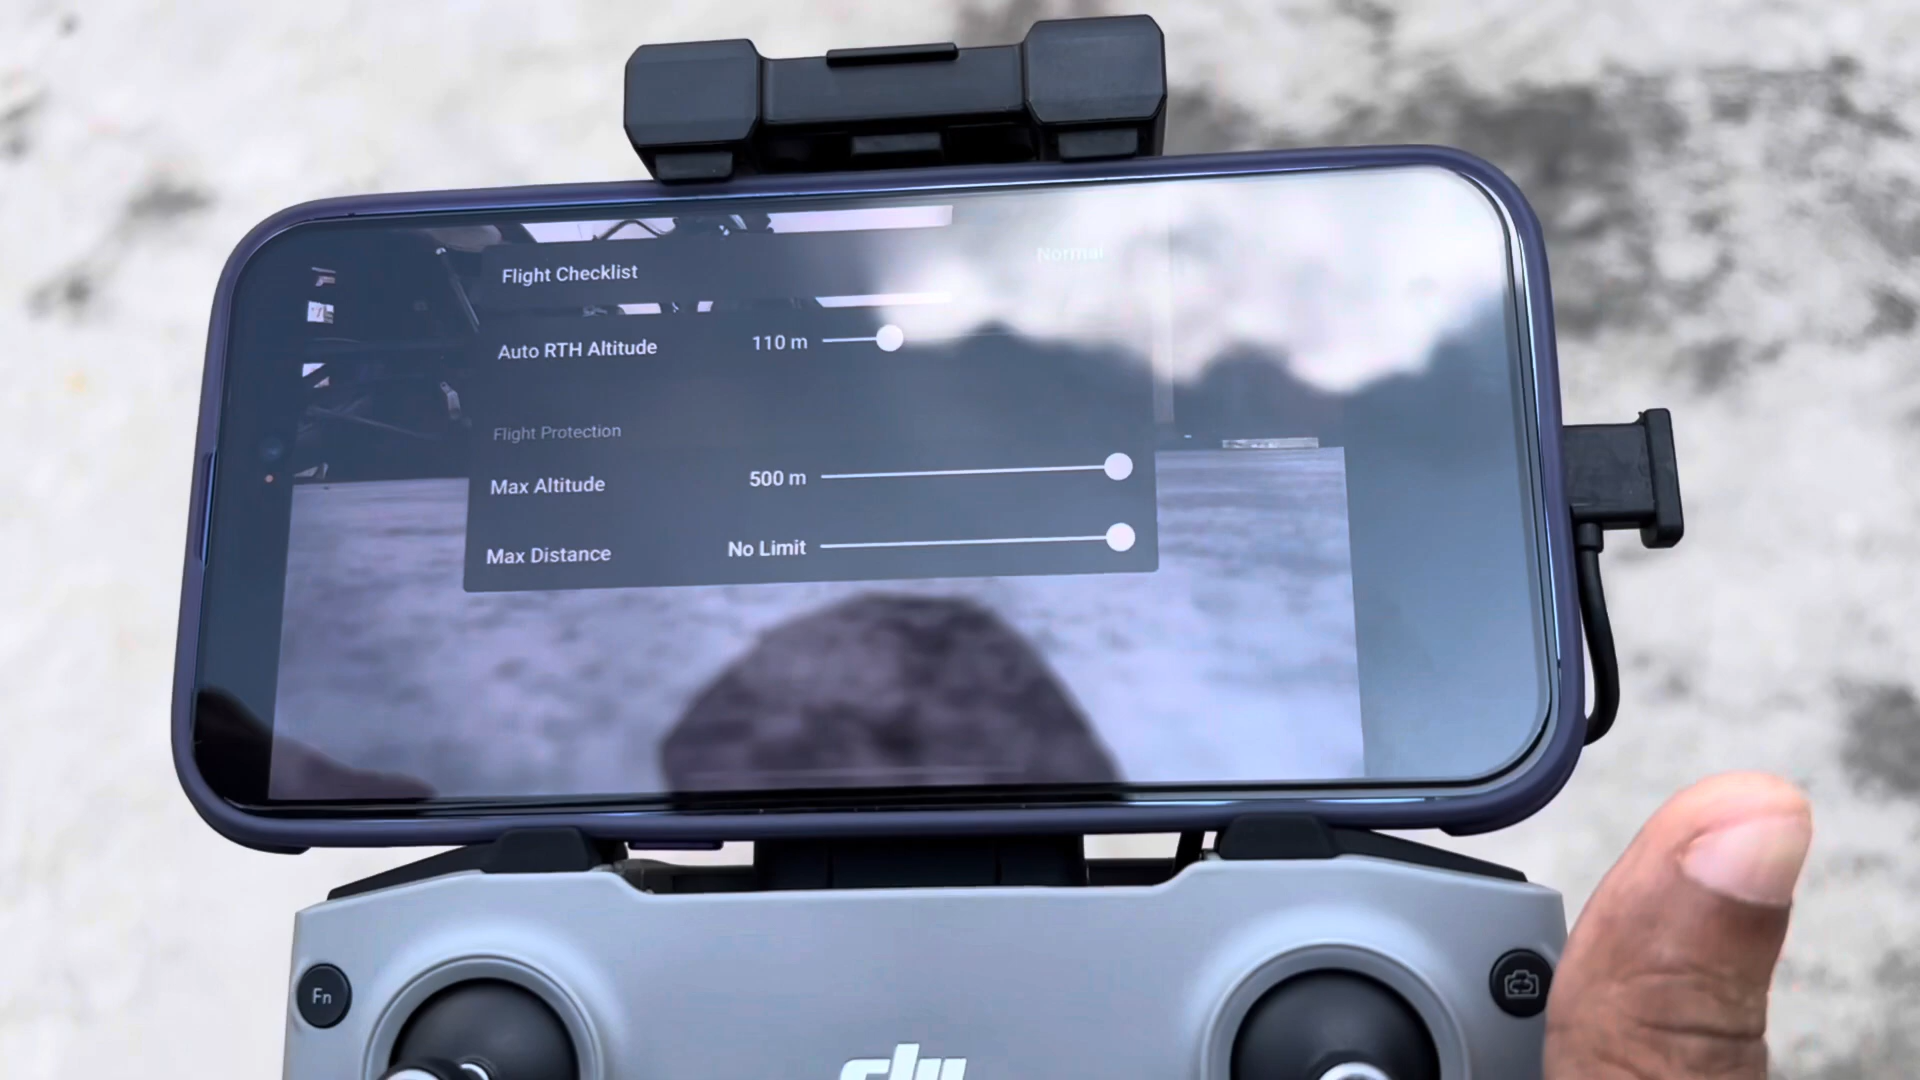 Normal
Flight Checklist
Auto RTH Altitude 110 m
Flight Protection
Max Altitude 500 m
Max Distance No Limit
Fn
dji